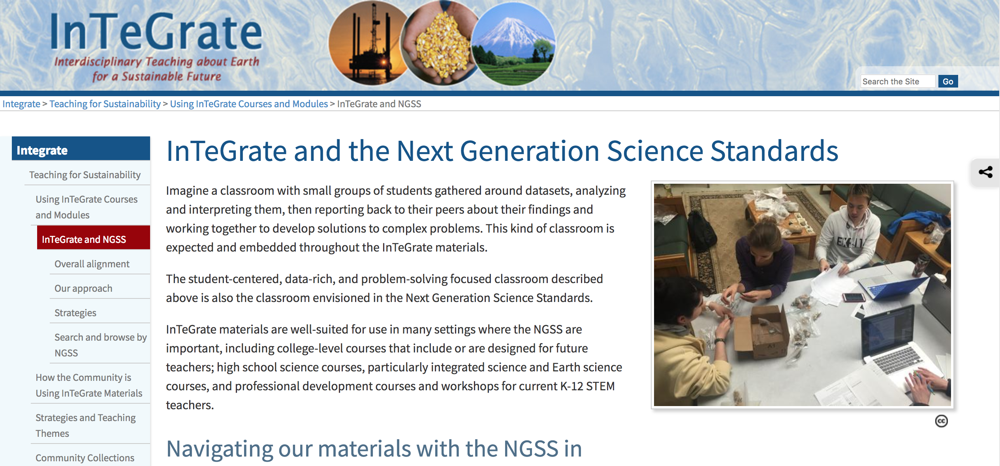 InTeGrate
Interdisciplinary Teaching about Earth
for a Sustainable Future
Search the Site
Go
Integrate > Teaching for Sustainability > Using InTeGrate Courses and Modules > InTeGrate and NGSS
Integrate
Teaching for Sustainability
Using InTeGrate Courses
and Modules
InTeGrate and NGSS
Overall alignment
Our approach
Strategies
Search and browse by
NGSS
How the Community is
Using InTeGrate Materials
Strategies and Teaching
Themes
Community Collections
InTeGrate and the Next Generation Science Standards
Imagine a classroom with small groups of students gathered around datasets, analyzing
and interpreting them, then reporting back to their peers about their findings and
working together to develop solutions to complex problems. This kind of classroom is
expected and embedded throughout the InTeGrate materials.
The student-centered, data-rich, and problem-solving focused classroom described
above is also the classroom envisioned in the Next Generation Science Standards.
InTeGrate materials are well-suited for use in many settings where the NGSS are
important, including college-level courses that include or are designed for future
teachers; high school science courses, particularly integrated science and Earth science
courses, and professional development courses and workshops for current K-12 STEM
teachers.
cc
Navigating our materials with the NGSS in